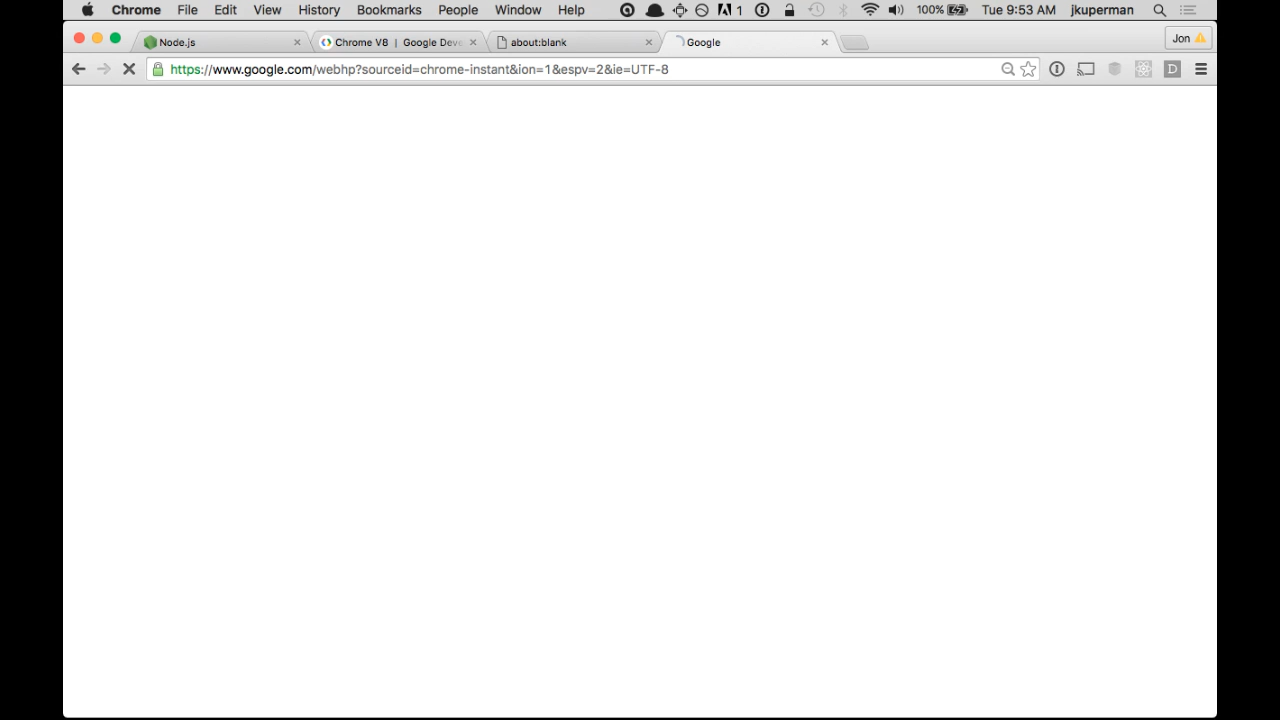 Chrome File Edit View History Bookmarks People Window Help 1 100% Tue 9:53 AM jkuperman
Node.js Chrome V8 | Google Deve about:blank Google Jon
https://www.google.com/webhp?sourceid=chrome-instant&ion=1&espv=2&ie=UTF-8 D